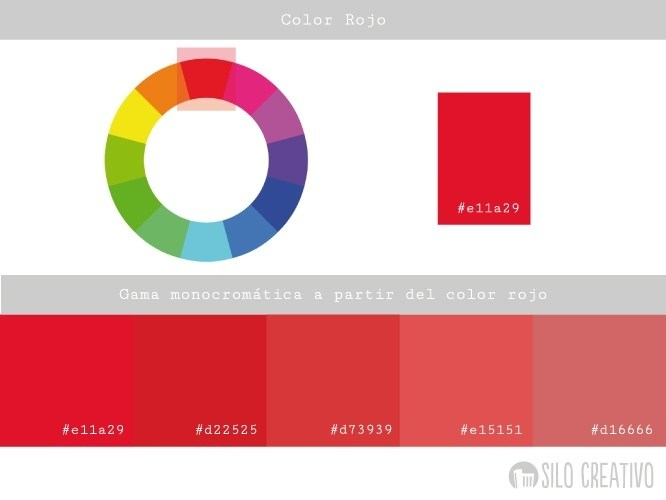 Color Rojo
#e11a29
Gama monocromática a partir del color rojo
#e11a29
#d22525
#d73939
#e15151
#d16666
SILO CREATIVO